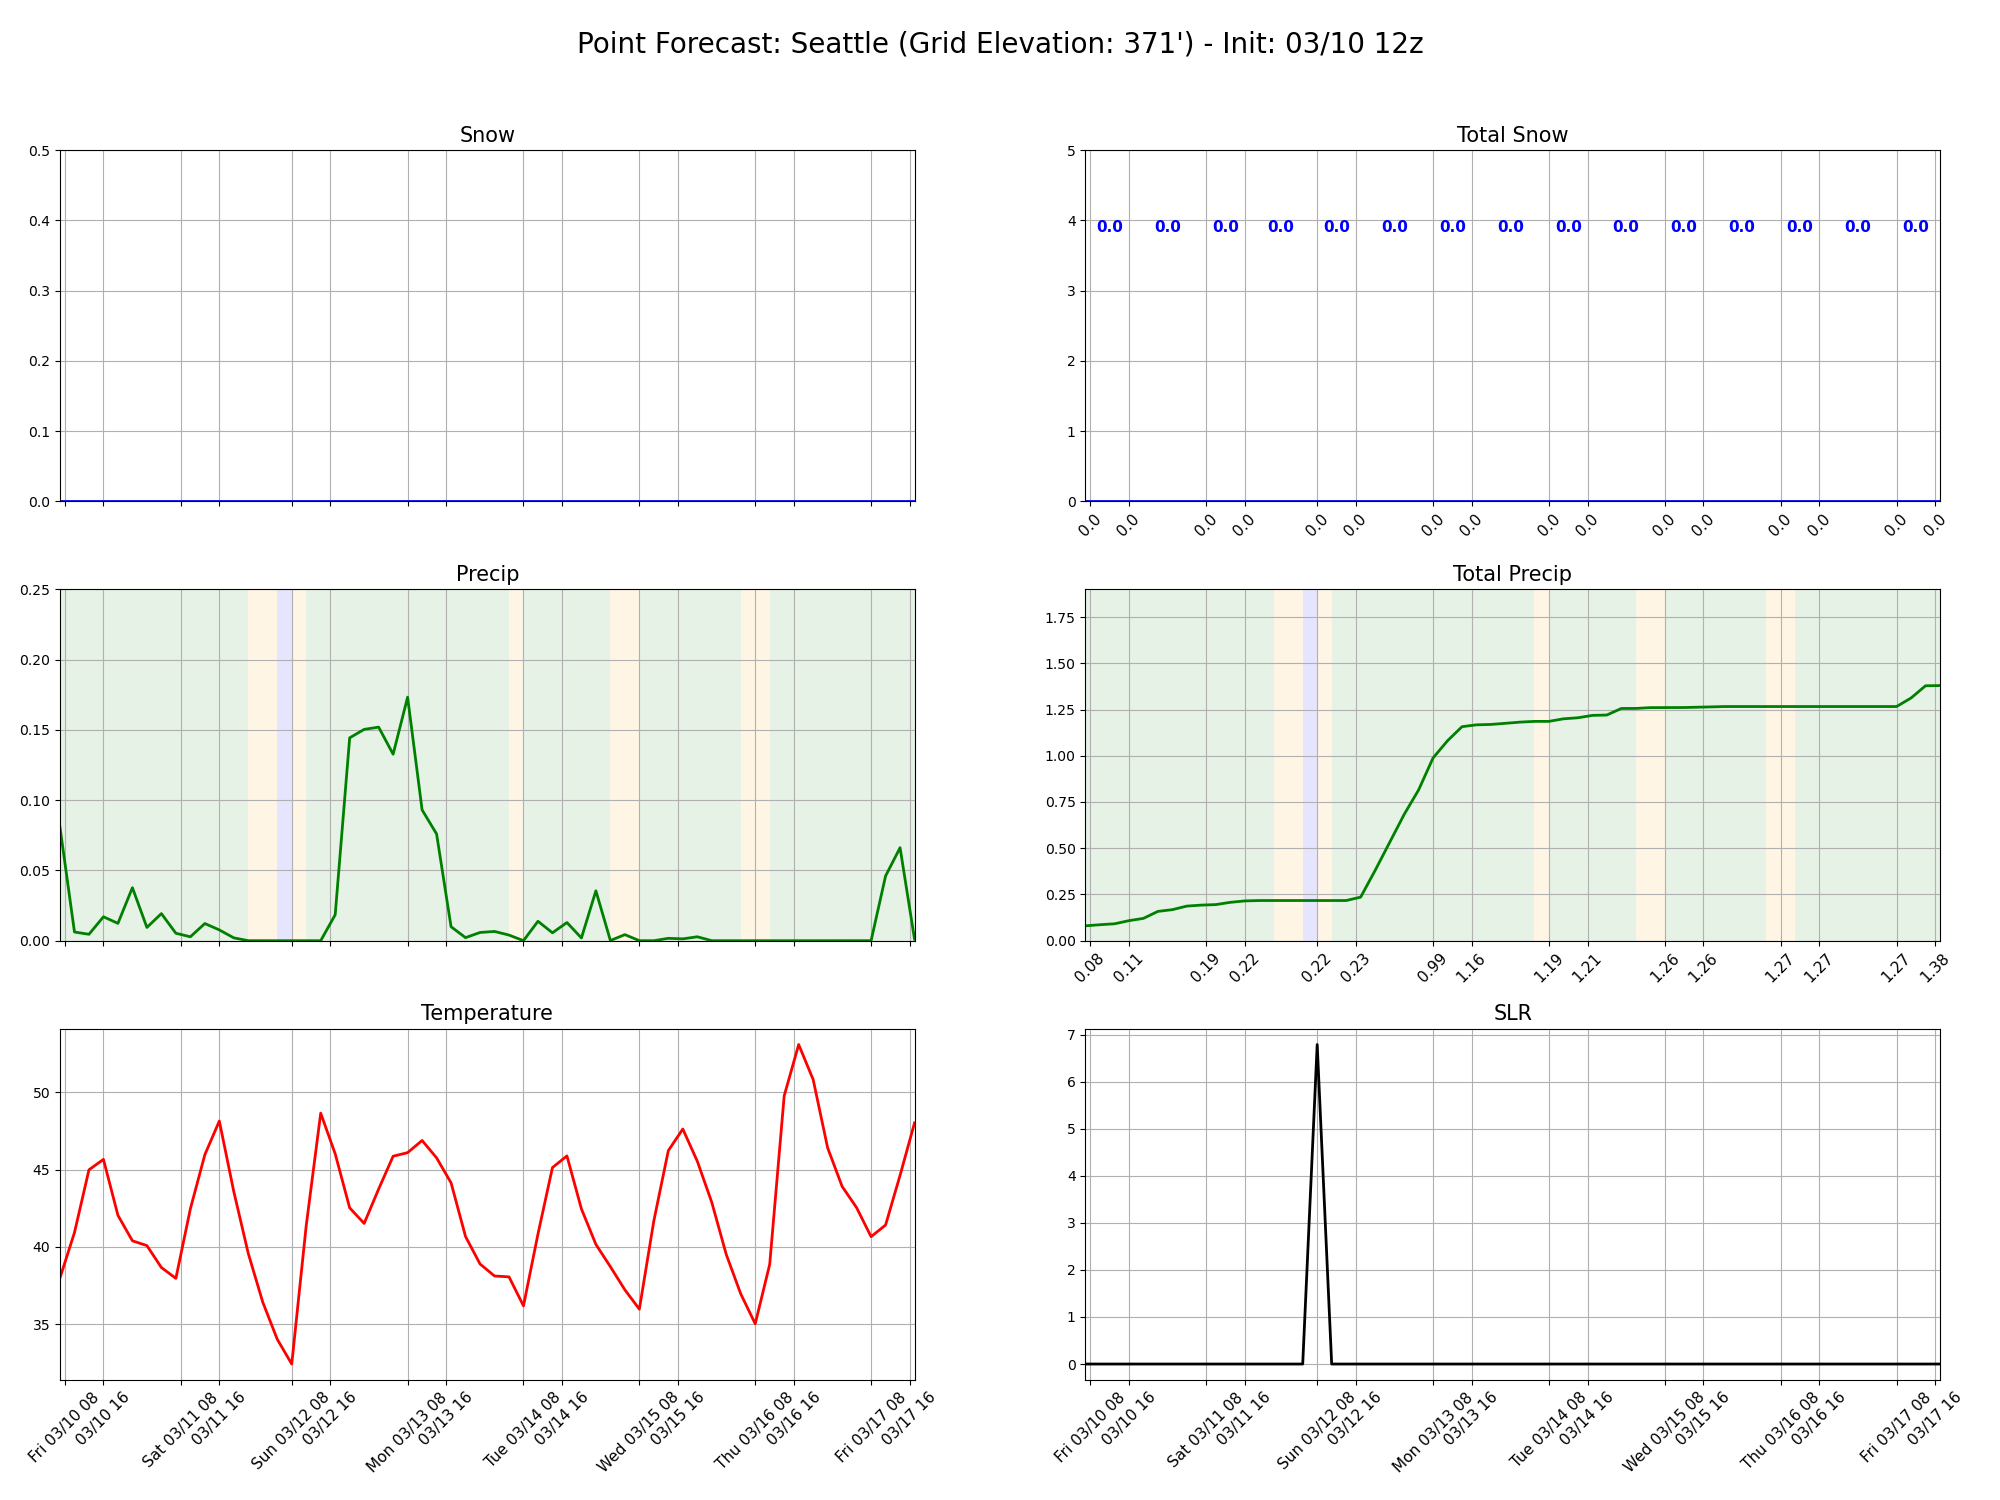 Point Forecast: Seattle (Grid Elevation: 371') - Init: 03/10 12z
Snow
0.5
0.4
0.3
0.2
0.1
0.0
Total Snow
5
4
3
2
1
0
0.0 0.0 0.0 0.0 0.0 0.0 0.0 0.0 0.0 0.0 0.0 0.0 0.0 0.0 0.0
0.0 0.0 0.0 0.0 0.0 0.0 0.0 0.0 0.0 0.0 0.0 0.0 0.0 0.0 0.0 0.0
Precip
0.25
0.20
0.15
0.10
0.05
0.00
Total Precip
1.75
1.50
1.25
1.00
0.75
0.50
0.25
0.00
0.08 0.11 0.19 0.22 0.22 0.23 0.99 1.16 1.19 1.21 1.26 1.26 1.27 1.27 1.27 1.38
Temperature
50
45
40
35
Fri 03/10 08
03/10 16
Sat 03/11 08
03/11 16
Sun 03/12 08
03/12 16
Mon 03/13 08
03/13 16
Tue 03/14 08
03/14 16
Wed 03/15 08
03/15 16
Thu 03/16 08
03/16 16
Fri 03/17 08
03/17 16
SLR
7
6
5
4
3
2
1
0
Fri 03/10 08
03/10 16
Sat 03/11 08
03/11 16
Sun 03/12 08
03/12 16
Mon 03/13 08
03/13 16
Tue 03/14 08
03/14 16
Wed 03/15 08
03/15 16
Thu 03/16 08
03/16 16
Fri 03/17 08
03/17 16